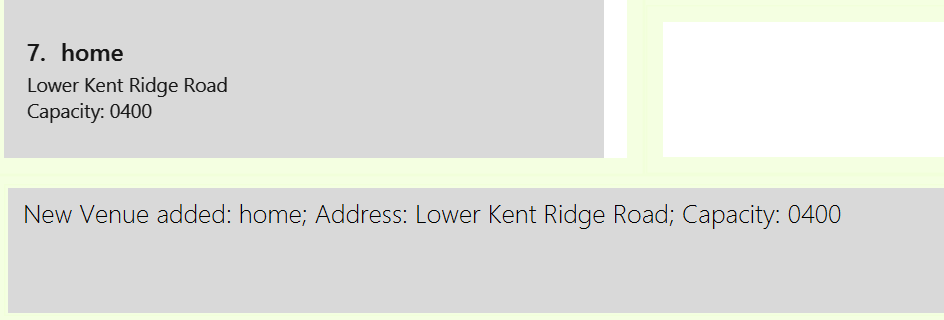 7. home
Lower Kent Ridge Road
Capacity: 0400
New Venue added: home; Address: Lower Kent Ridge Road; Capacity: 0400